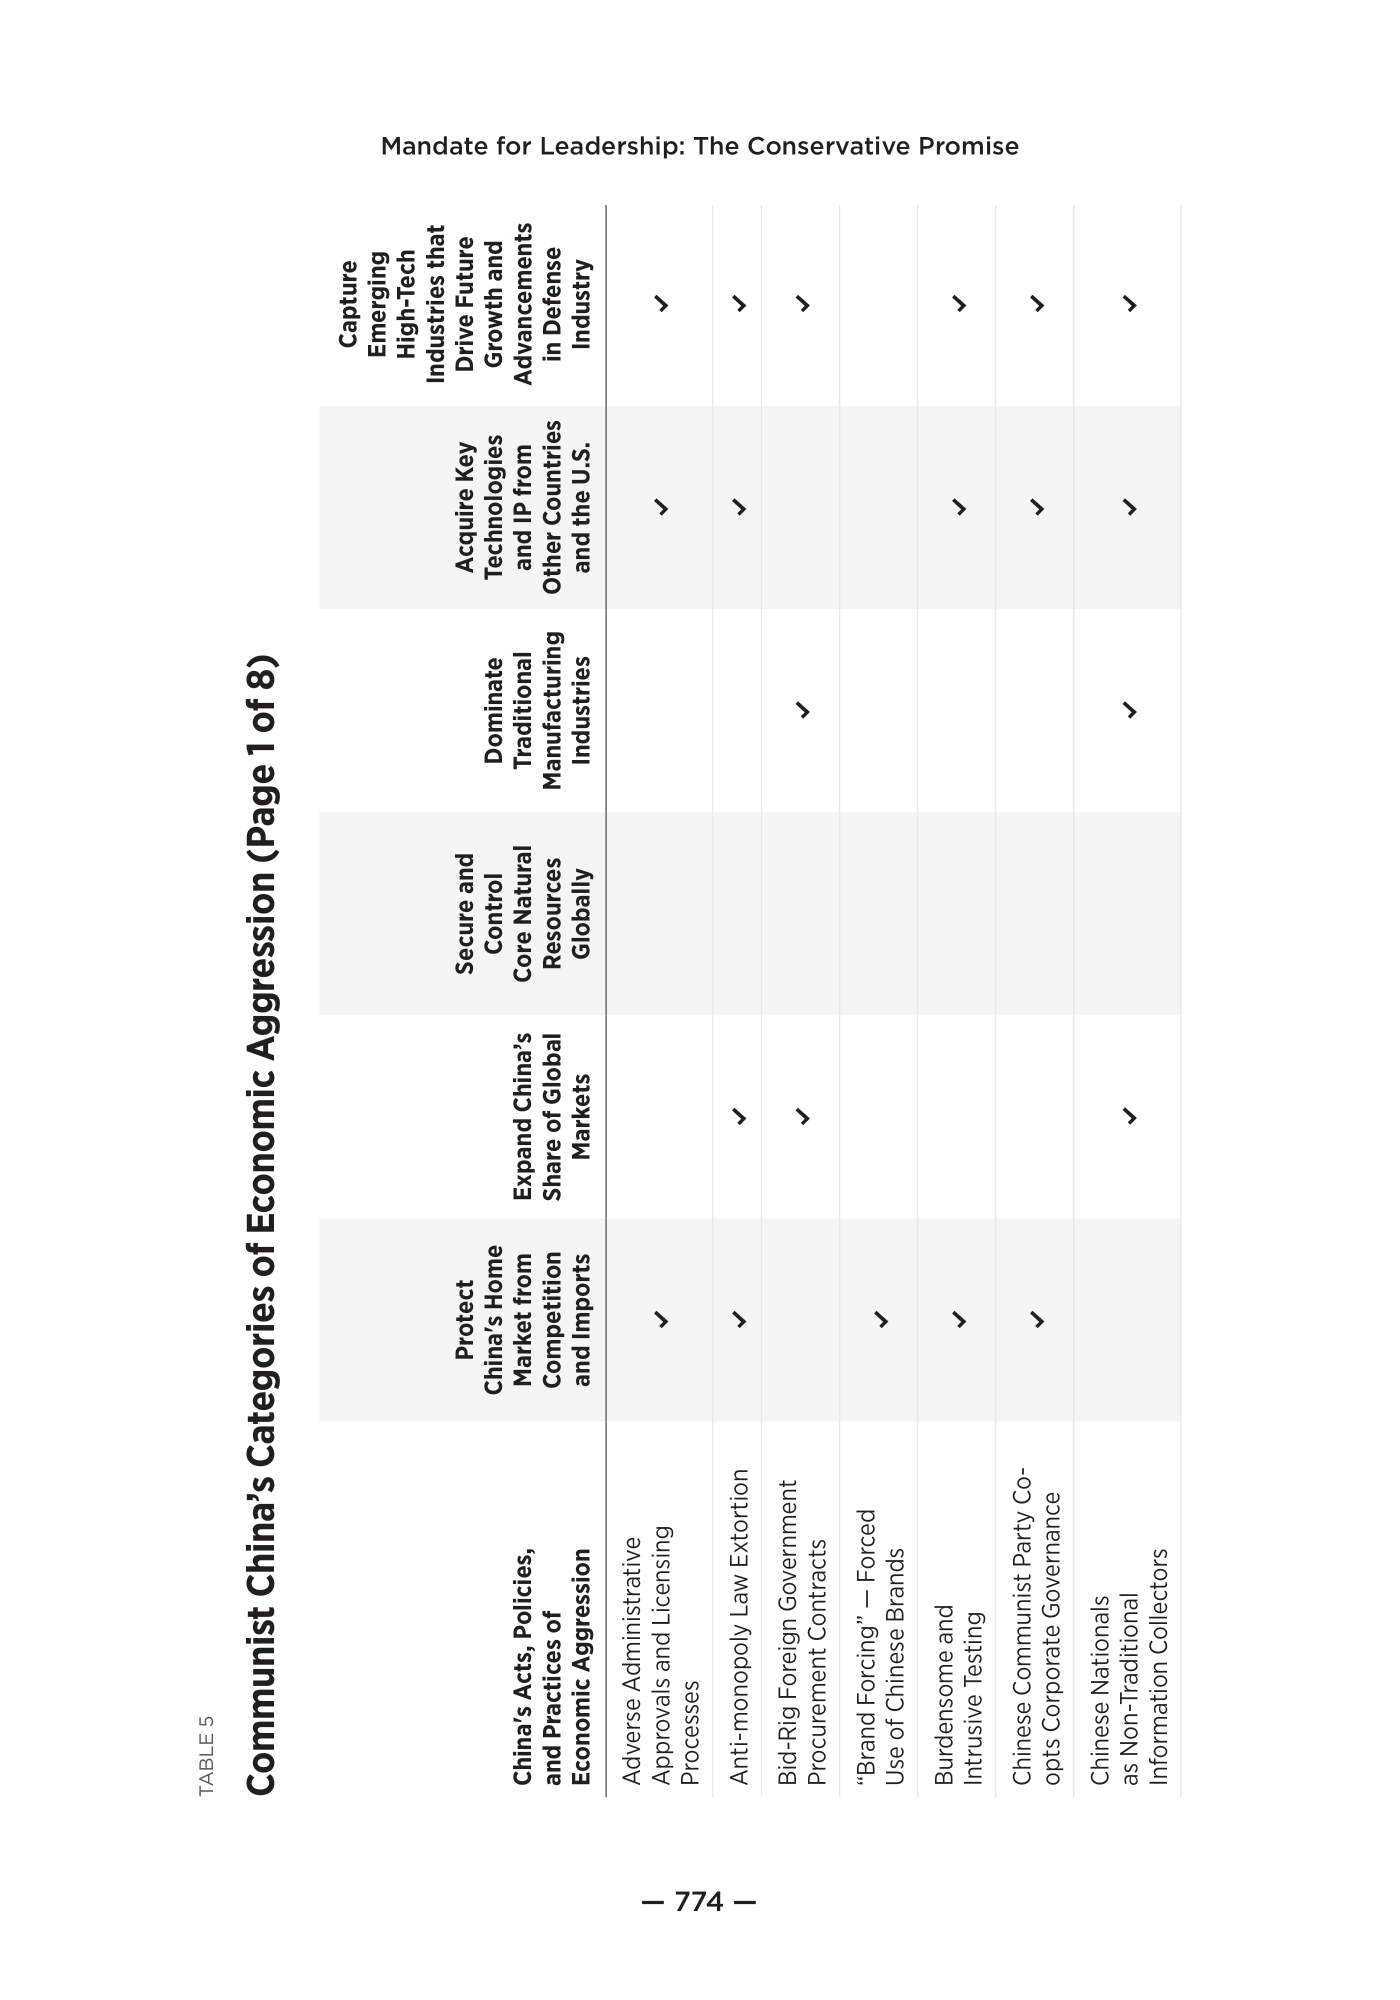 Mandate for Leadership: The Conservative Promise
TABLE 5
Communist China’s Categories of Economic Aggression (Page 1 of 8)
China’s Acts, Policies,
and Practices of
Economic Aggression
Protect
China’s Home
Market from
Competition
and Imports
Expand China’s
Share of Global
Markets
Secure and
Control
Core Natural
Resources
Globally
Dominate
Traditional
Manufacturing
Industries
Acquire Key
Technologies
and IP from
Other Countries
and the U.S.
Capture
Emerging
High-Tech
Industries that
Drive Future
Growth and
Advancements
in Defense
Industry
Adverse Administrative
Approvals and Licensing
Processes
✓ ✓ ✓
Anti-monopoly Law Extortion
✓ ✓ ✓ ✓
Bid-Rig Foreign Government
Procurement Contracts
✓ ✓ ✓
“Brand Forcing” — Forced
Use of Chinese Brands
✓
Burdensome and
Intrusive Testing
✓ ✓ ✓
Chinese Communist Party Co-
opts Corporate Governance
✓ ✓ ✓
Chinese Nationals
as Non-Traditional
Information Collectors
✓ ✓ ✓ ✓
— 774 —